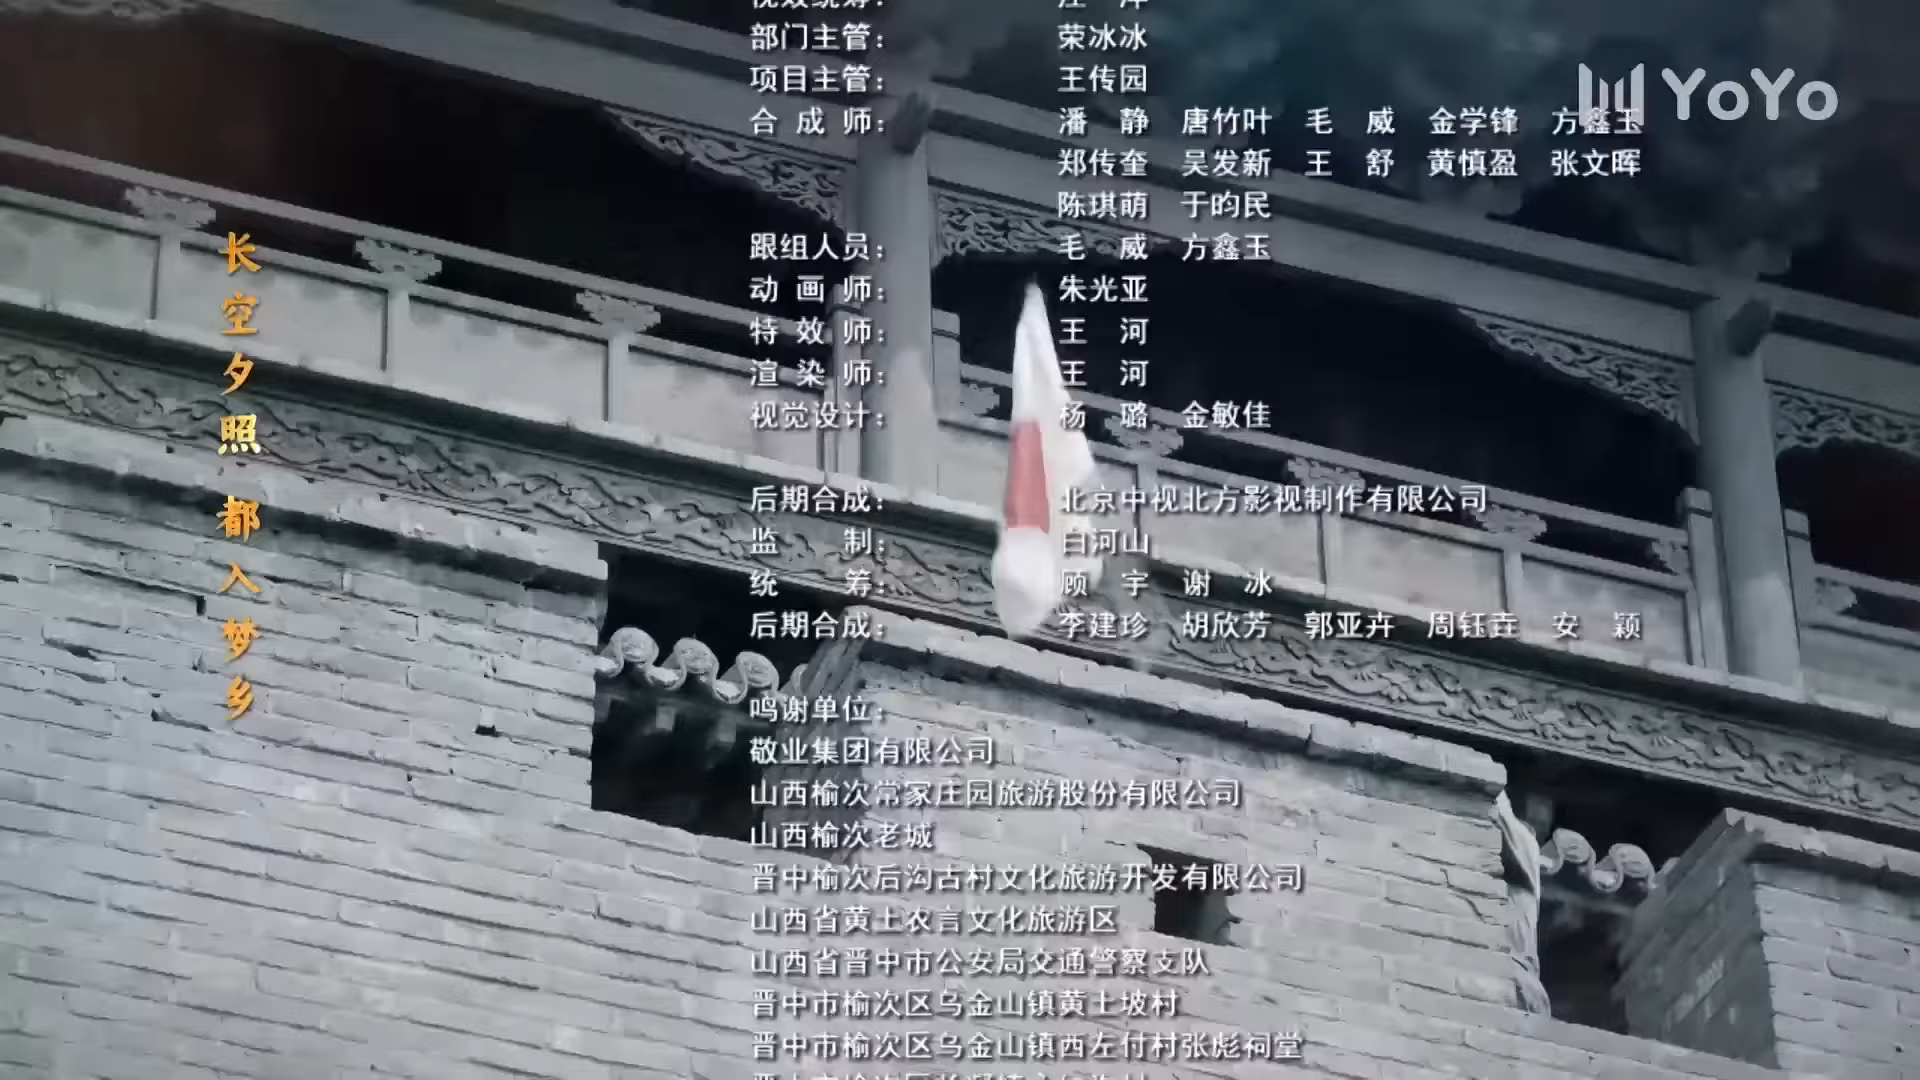 部门主管： 荣冰冰
项目主管： 王传园
合成师： 潘静 唐竹叶 毛威 金学锋 方鑫玉
郑传奎 吴发新 王舒 黄慎盈 张文晖
陈琪萌 于昀民
跟组人员： 毛威 方鑫玉
动画师： 朱光亚
特效师： 王河
渲染师： 王河
视觉设计： 杨璐 金敏佳
后期合成： 北京中视北方影视制作有限公司
监制： 白河山
统筹： 顾宇 谢冰
后期合成： 李建珍 胡欣芳 郭亚卉 周钰垚 安颖
鸣谢单位：
敬业集团有限公司
山西榆次常家庄园旅游股份有限公司
山西榆次老城
晋中榆次后沟古村文化旅游开发有限公司
山西省黄土农言文化旅游区
山西省晋中市公安局交通警察支队
晋中市榆次区乌金山镇黄土坡村
晋中市榆次区乌金山镇西左付村张彪祠堂
长空夕照 都入梦乡
YoYo